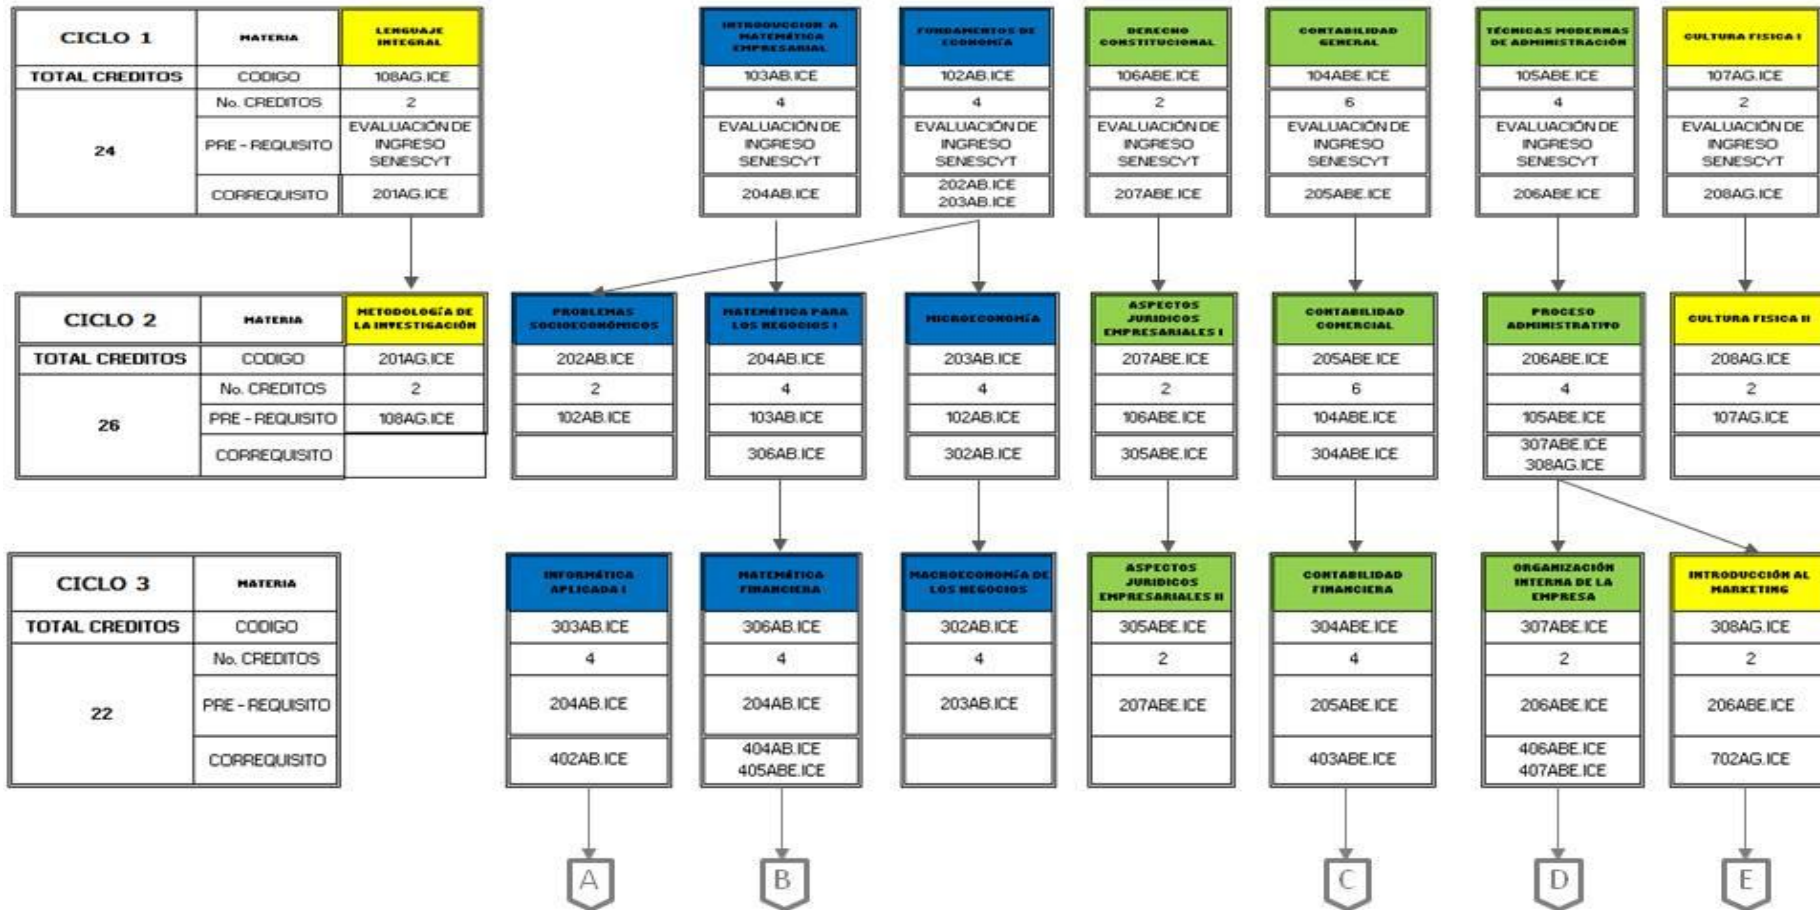 CICLO 1
MATERIA
LENGUAJE
INTEGRAL
INTRODUCCION A
MATEMÁTICA
EMPRESARIAL
FUNDAMENTOS DE
ECONOMÍA
DERECHO
CONSTITUCIONAL
CONTABILIDAD
GENERAL
TÉCNICAS MODERNAS
DE ADMINISTRACIÓN
CULTURA FISICA I
TOTAL CREDITOS
CODIGO
108AG.ICE
103AB.ICE
102AB.ICE
106ABE.ICE
104ABE.ICE
105ABE.ICE
107AG.ICE
24
No. CREDITOS
2
4
4
2
6
4
2
PRE - REQUISITO
EVALUACIÓN DE
INGRESO
SENESCYT
EVALUACIÓN DE
INGRESO
SENESCYT
EVALUACIÓN DE
INGRESO
SENESCYT
EVALUACIÓN DE
INGRESO
SENESCYT
EVALUACIÓN DE
INGRESO
SENESCYT
EVALUACIÓN DE
INGRESO
SENESCYT
EVALUACIÓN DE
INGRESO
SENESCYT
CORREQUISITO
201AG.ICE
204AB.ICE
202AB.ICE
203AB.ICE
207ABE.ICE
205ABE.ICE
206ABE.ICE
208AG.ICE
CICLO 2
MATERIA
METODOLOGÍA DE
LA INVESTIGACIÓN
PROBLEMAS
SOCIOECONÓMICOS
MATEMÁTICA PARA
LOS NEGOCIOS I
MICROECONOMÍA
ASPECTOS
JURIDICOS
EMPRESARIALES I
CONTABILIDAD
COMERCIAL
PROCESO
ADMINISTRATIVO
CULTURA FISICA II
TOTAL CREDITOS
CODIGO
201AG.ICE
202AB.ICE
204AB.ICE
203AB.ICE
207ABE.ICE
205ABE.ICE
206ABE.ICE
208AG.ICE
26
No. CREDITOS
2
2
4
4
2
6
4
2
PRE - REQUISITO
108AG.ICE
102AB.ICE
103AB.ICE
102AB.ICE
106ABE.ICE
104ABE.ICE
105ABE.ICE
107AG.ICE
CORREQUISITO
306AB.ICE
302AB.ICE
305ABE.ICE
304ABE.ICE
307ABE.ICE
308AG.ICE
CICLO 3
MATERIA
INFORMÁTICA
APLICADA I
MATEMÁTICA
FINANCIERA
MACROECONOMÍA DE
LOS NEGOCIOS
ASPECTOS
JURIDICOS
EMPRESARIALES II
CONTABILIDAD
FINANCIERA
ORGANIZACIÓN
INTERNA DE LA
EMPRESA
INTRODUCCIÓN AL
MARKETING
TOTAL CREDITOS
CODIGO
303AB.ICE
306AB.ICE
302AB.ICE
305ABE.ICE
304ABE.ICE
307ABE.ICE
308AG.ICE
22
No. CREDITOS
4
4
4
2
4
2
2
PRE - REQUISITO
204AB.ICE
204AB.ICE
203AB.ICE
207ABE.ICE
205ABE.ICE
206ABE.ICE
206ABE.ICE
CORREQUISITO
402AB.ICE
404AB.ICE
405ABE.ICE
403ABE.ICE
406ABE.ICE
407ABE.ICE
702AG.ICE
A
B
C
D
E